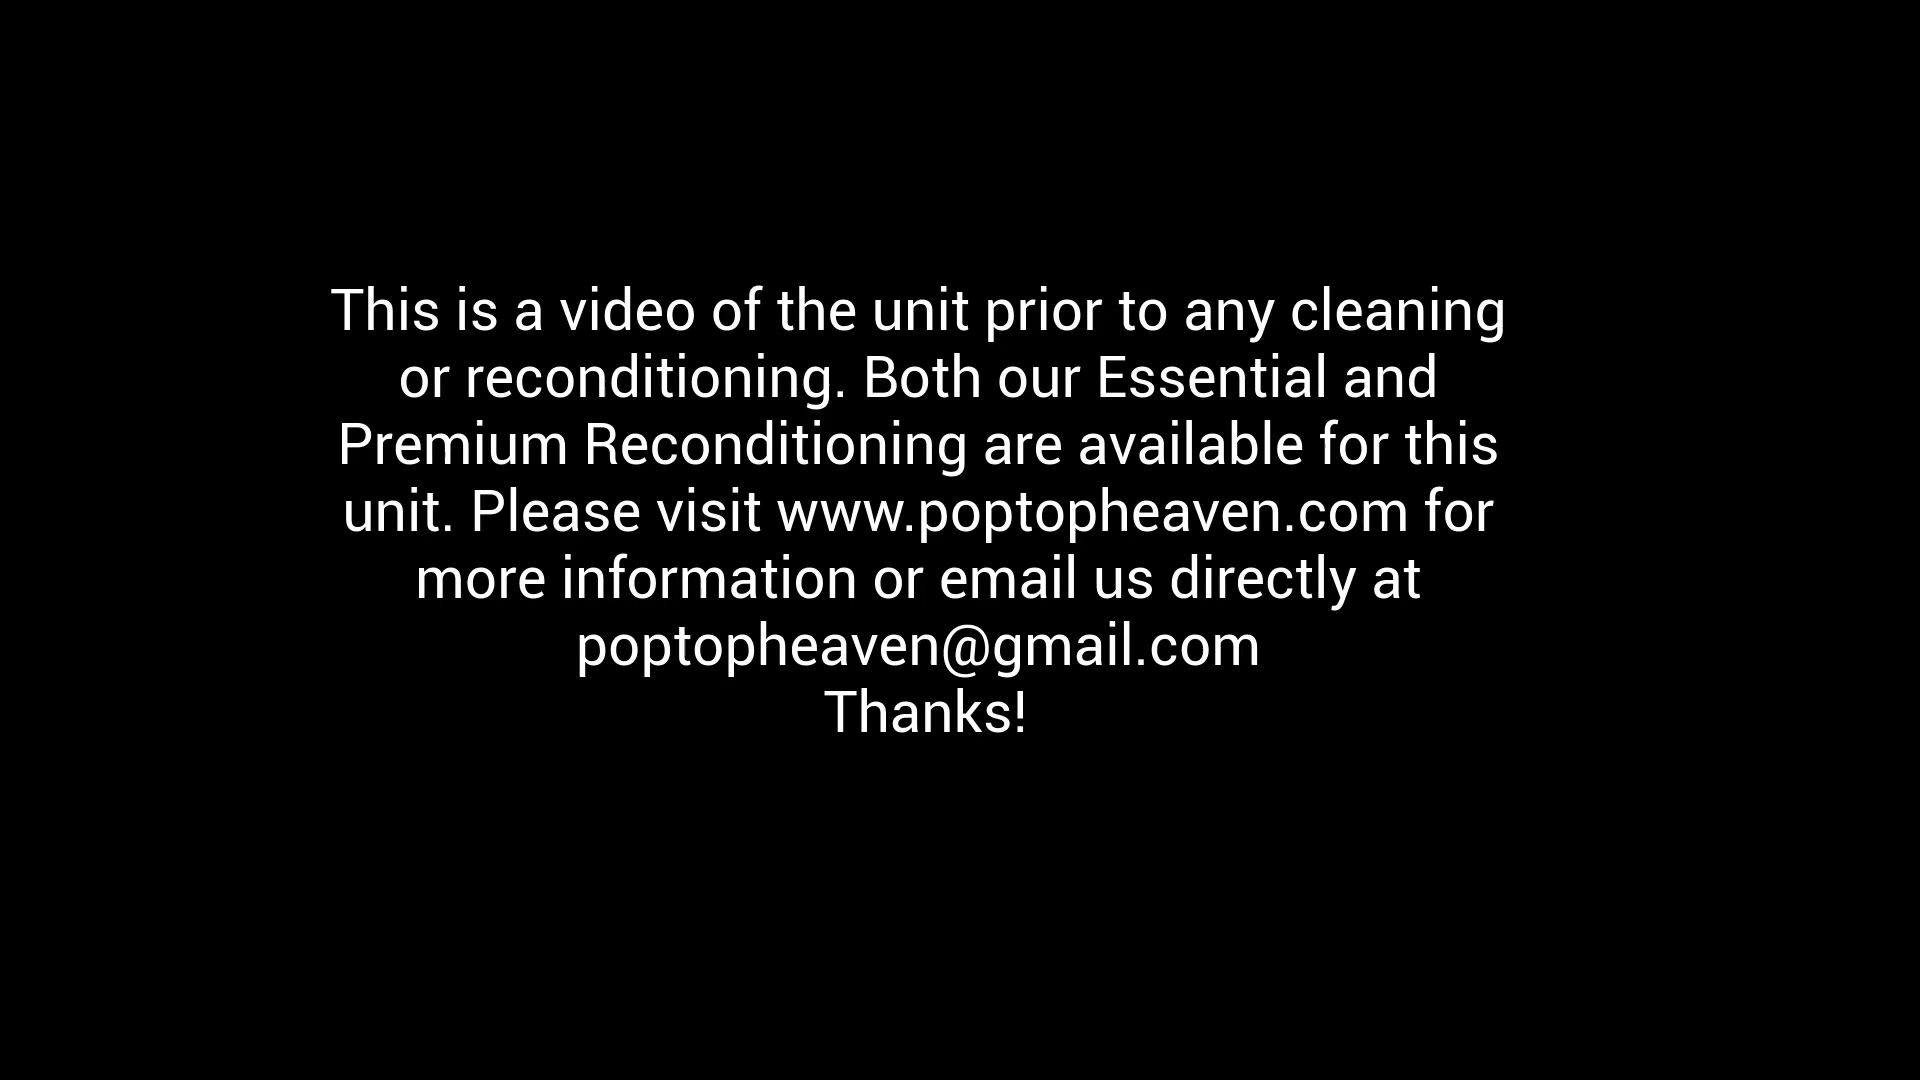 This is a video of the unit prior to any cleaning
or reconditioning. Both our Essential and
Premium Reconditioning are available for this
unit. Please visit www.poptopheaven.com for
more information or email us directly at
poptopheaven@gmail.com
Thanks!